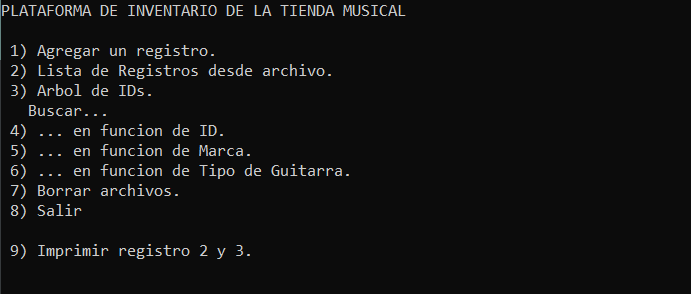 PLATAFORMA DE INVENTARIO DE LA TIENDA MUSICAL
1) Agregar un registro.
2) Lista de Registros desde archivo.
3) Arbol de IDs.
Buscar...
4) ... en funcion de ID.
5) ... en funcion de Marca.
6) ... en funcion de Tipo de Guitarra.
7) Borrar archivos.
8) Salir
9) Imprimir registro 2 y 3.